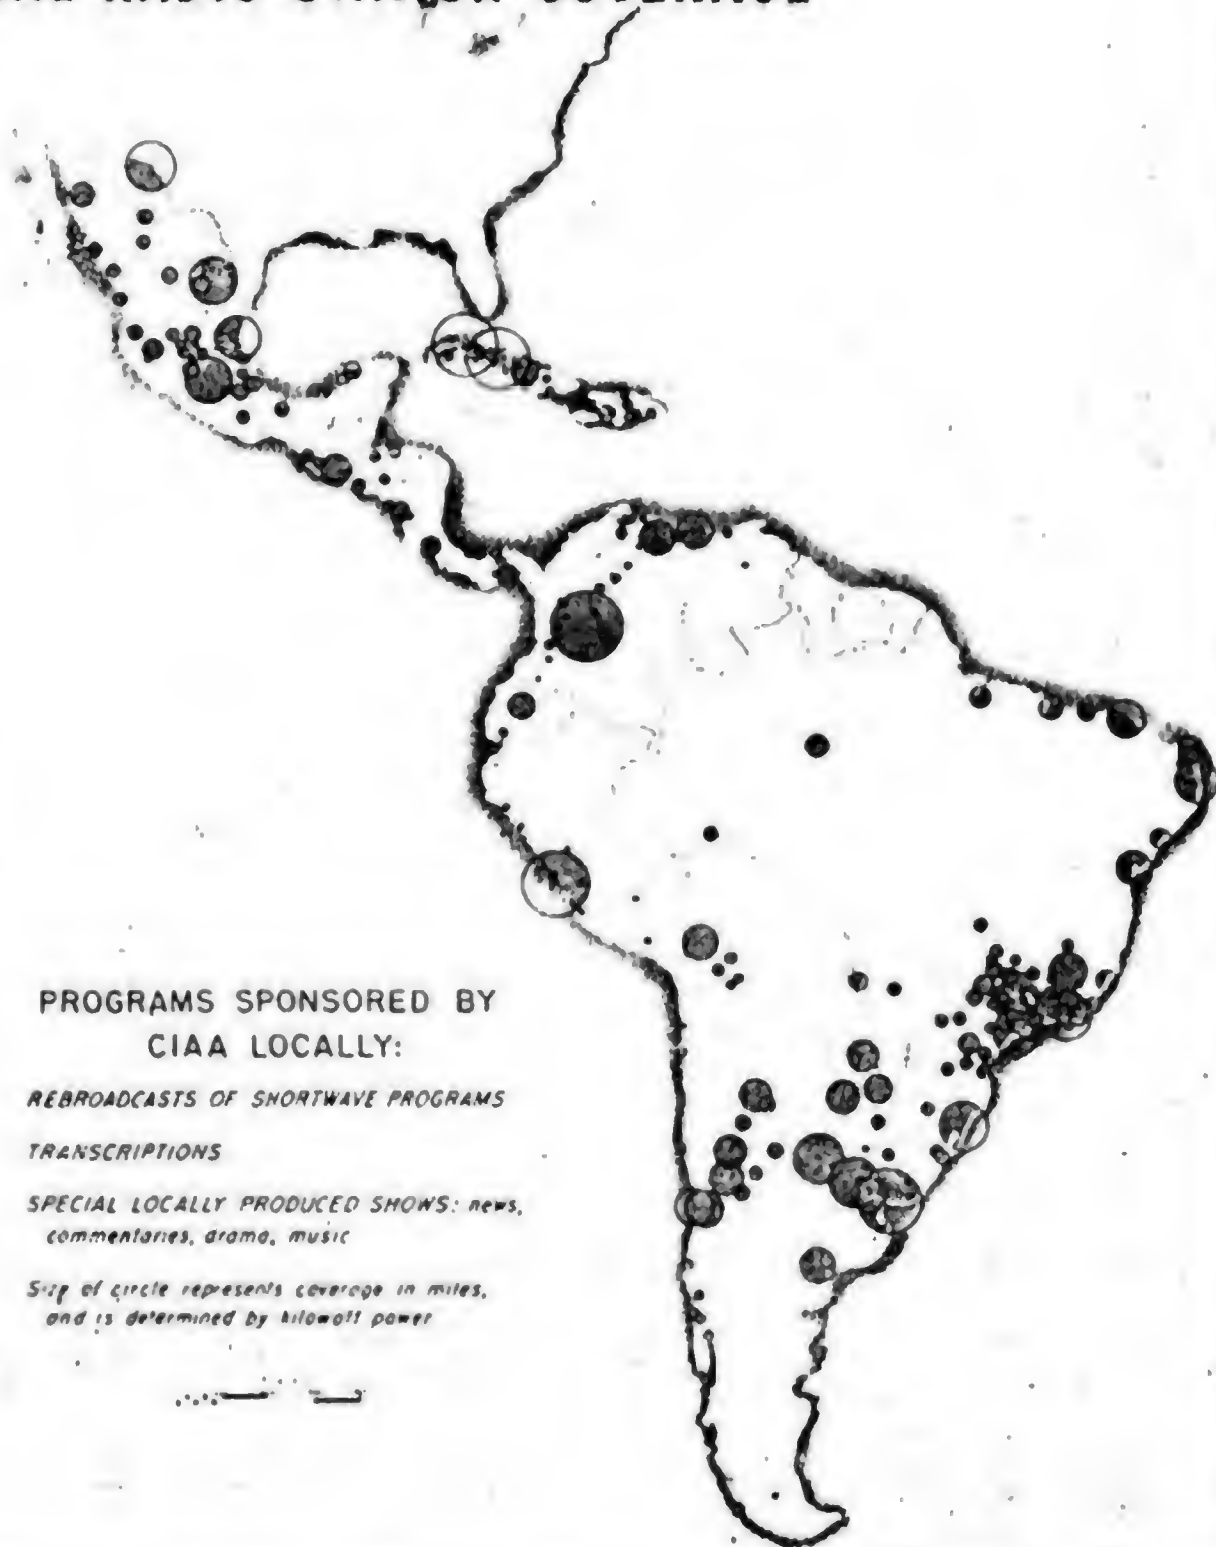 PROGRAMS SPONSORED BY
CIAA LOCALLY:
REBROADCASTS OF SHORTWAVE PROGRAMS
TRANSCRIPTIONS
SPECIAL LOCALLY PRODUCED SHOWS: news,
commentaries, drama, music
Size of circle represents coverage in miles,
and is determined by kilowatt power